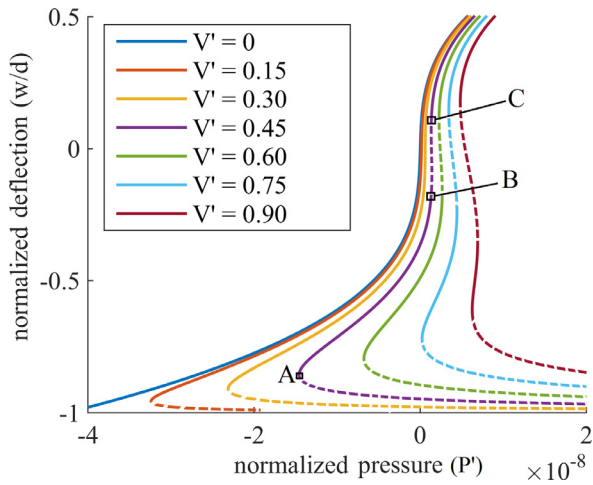 0.5
V' = 0
V' = 0.15
V' = 0.30
V' = 0.45
V' = 0.60
V' = 0.75
V' = 0.90
C
B
A
0
-0.5
-1
normalized deflection (w/d)
-4
-2
0
2
×10⁻⁸
normalized pressure (P')